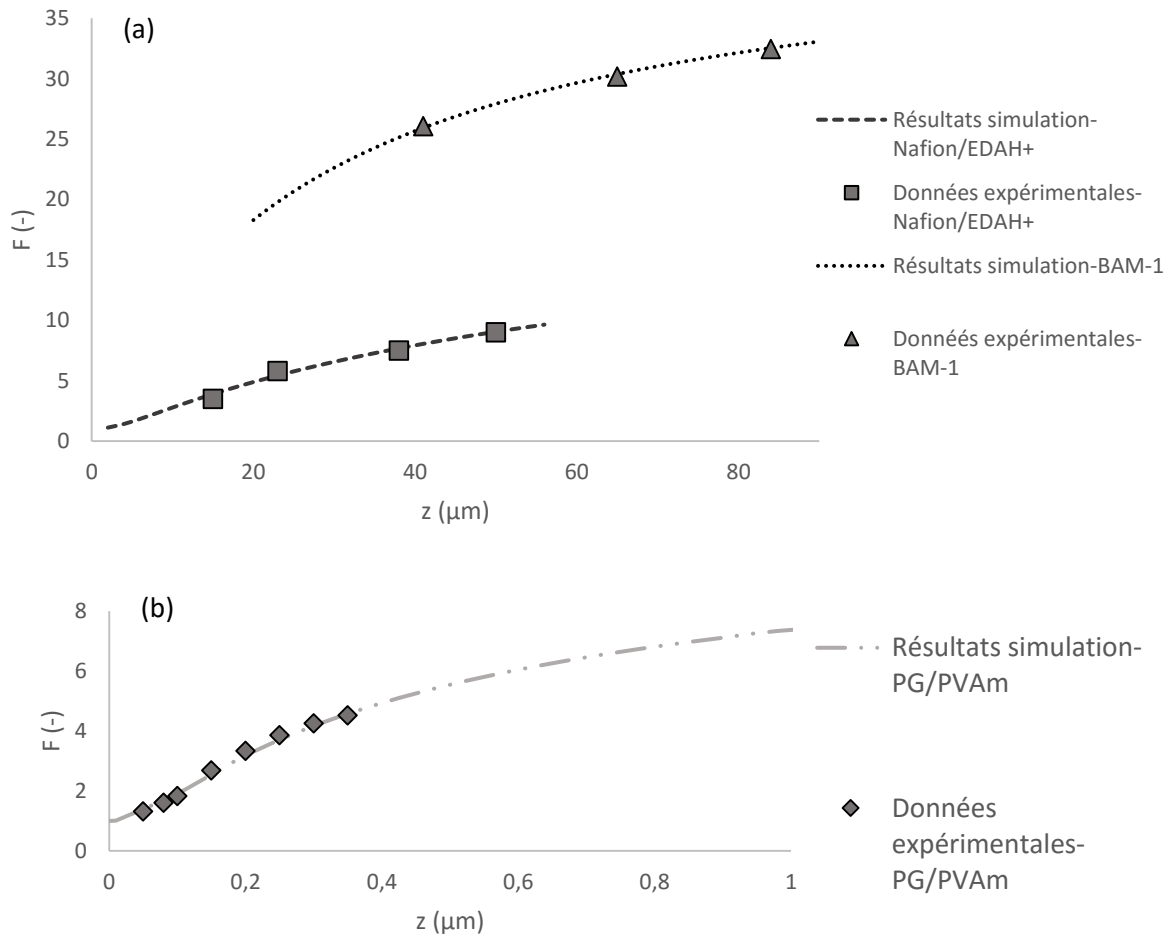 (a)
35
30
25
20
15
10
5
0
F (-)
0
20
40
60
80
z (µm)
Résultats simulation-
Nafion/EDAH+
Données expérimentales-
Nafion/EDAH+
Résultats simulation-BAM-1
Donnéés expérimentales-
BAM-1
(b)
8
6
4
2
0
F (-)
0
0,2
0,4
0,6
0,8
1
z (µm)
Résultats simulation-
PG/PVAm
Données
expérimentales-
PG/PVAm